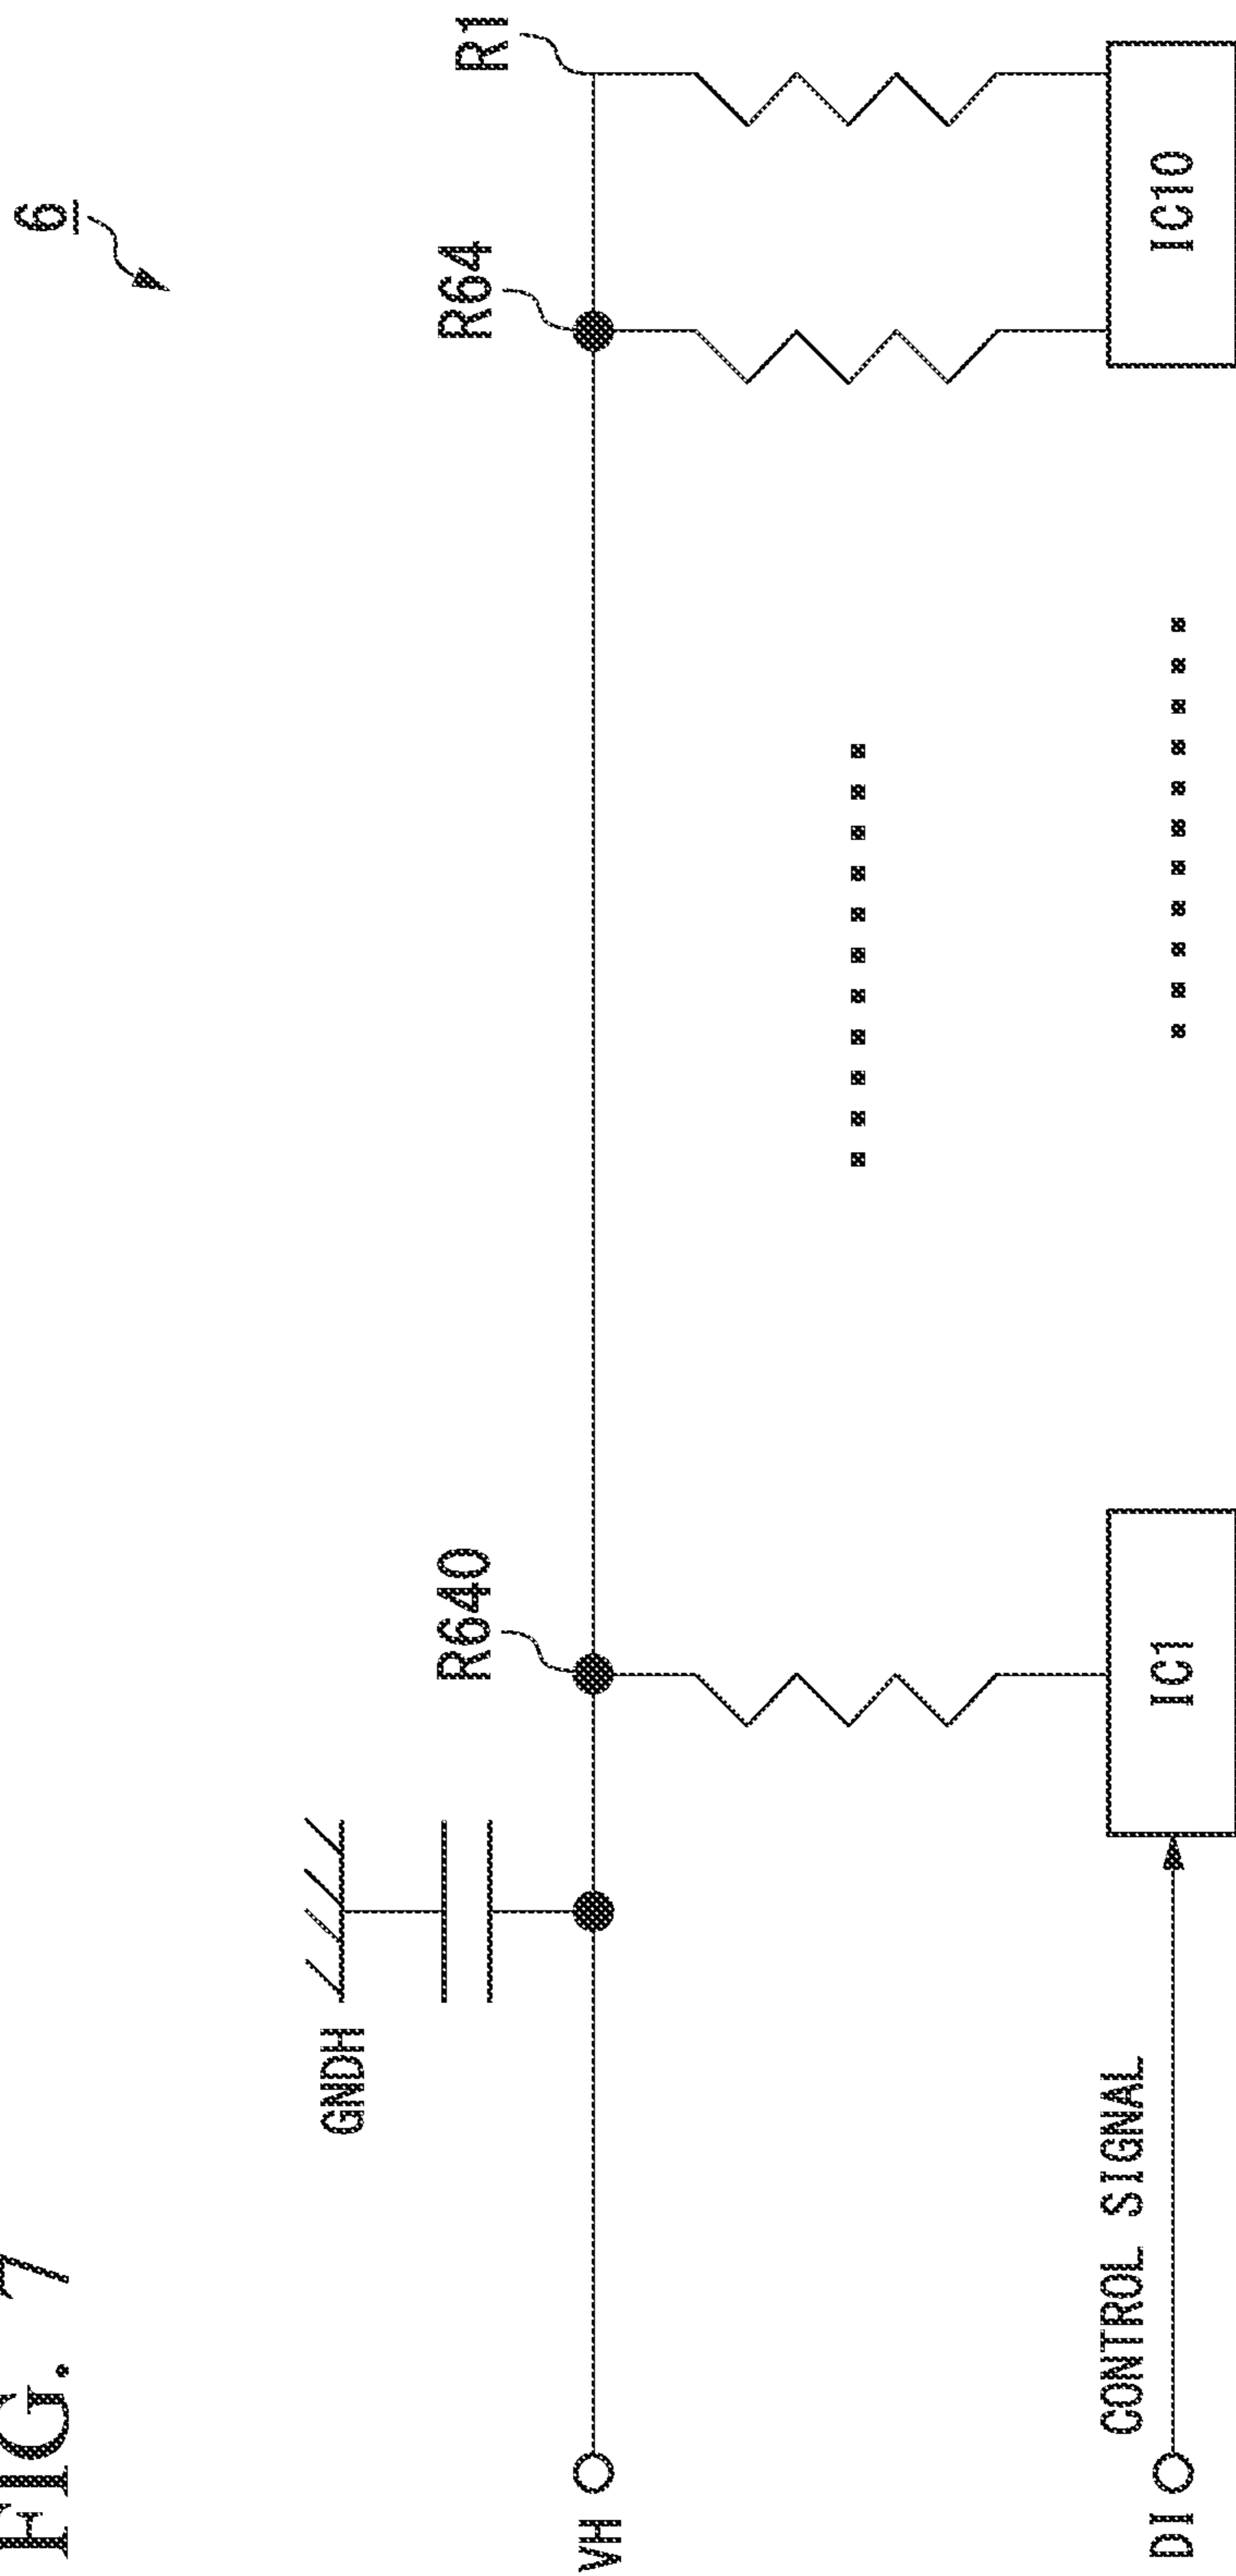 FIG. 7
6
GNDH
R640
R64
R1
VH
CONTROL SIGNAL
DI
IC1
IC10